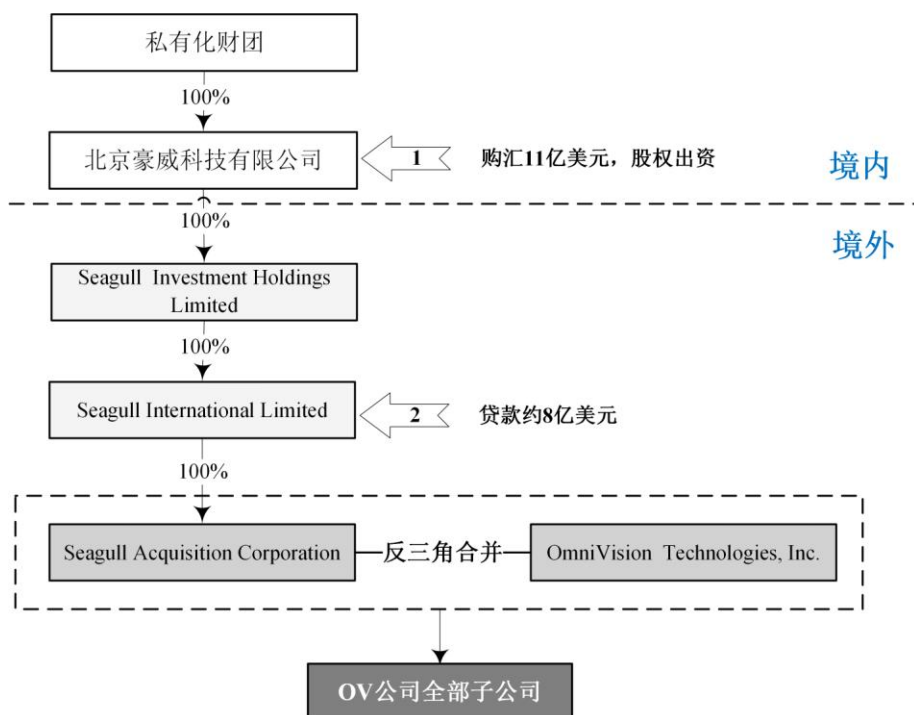 私有化财团
100%
北京豪威科技有限公司
1
购汇11亿美元，股权出资
境内
100%
境外
Seagull Investment Holdings
Limited
100%
Seagull International Limited
2
贷款约8亿美元
100%
Seagull Acquisition Corporation
反三角合并
OmniVision Technologies, Inc.
OV公司全部子公司